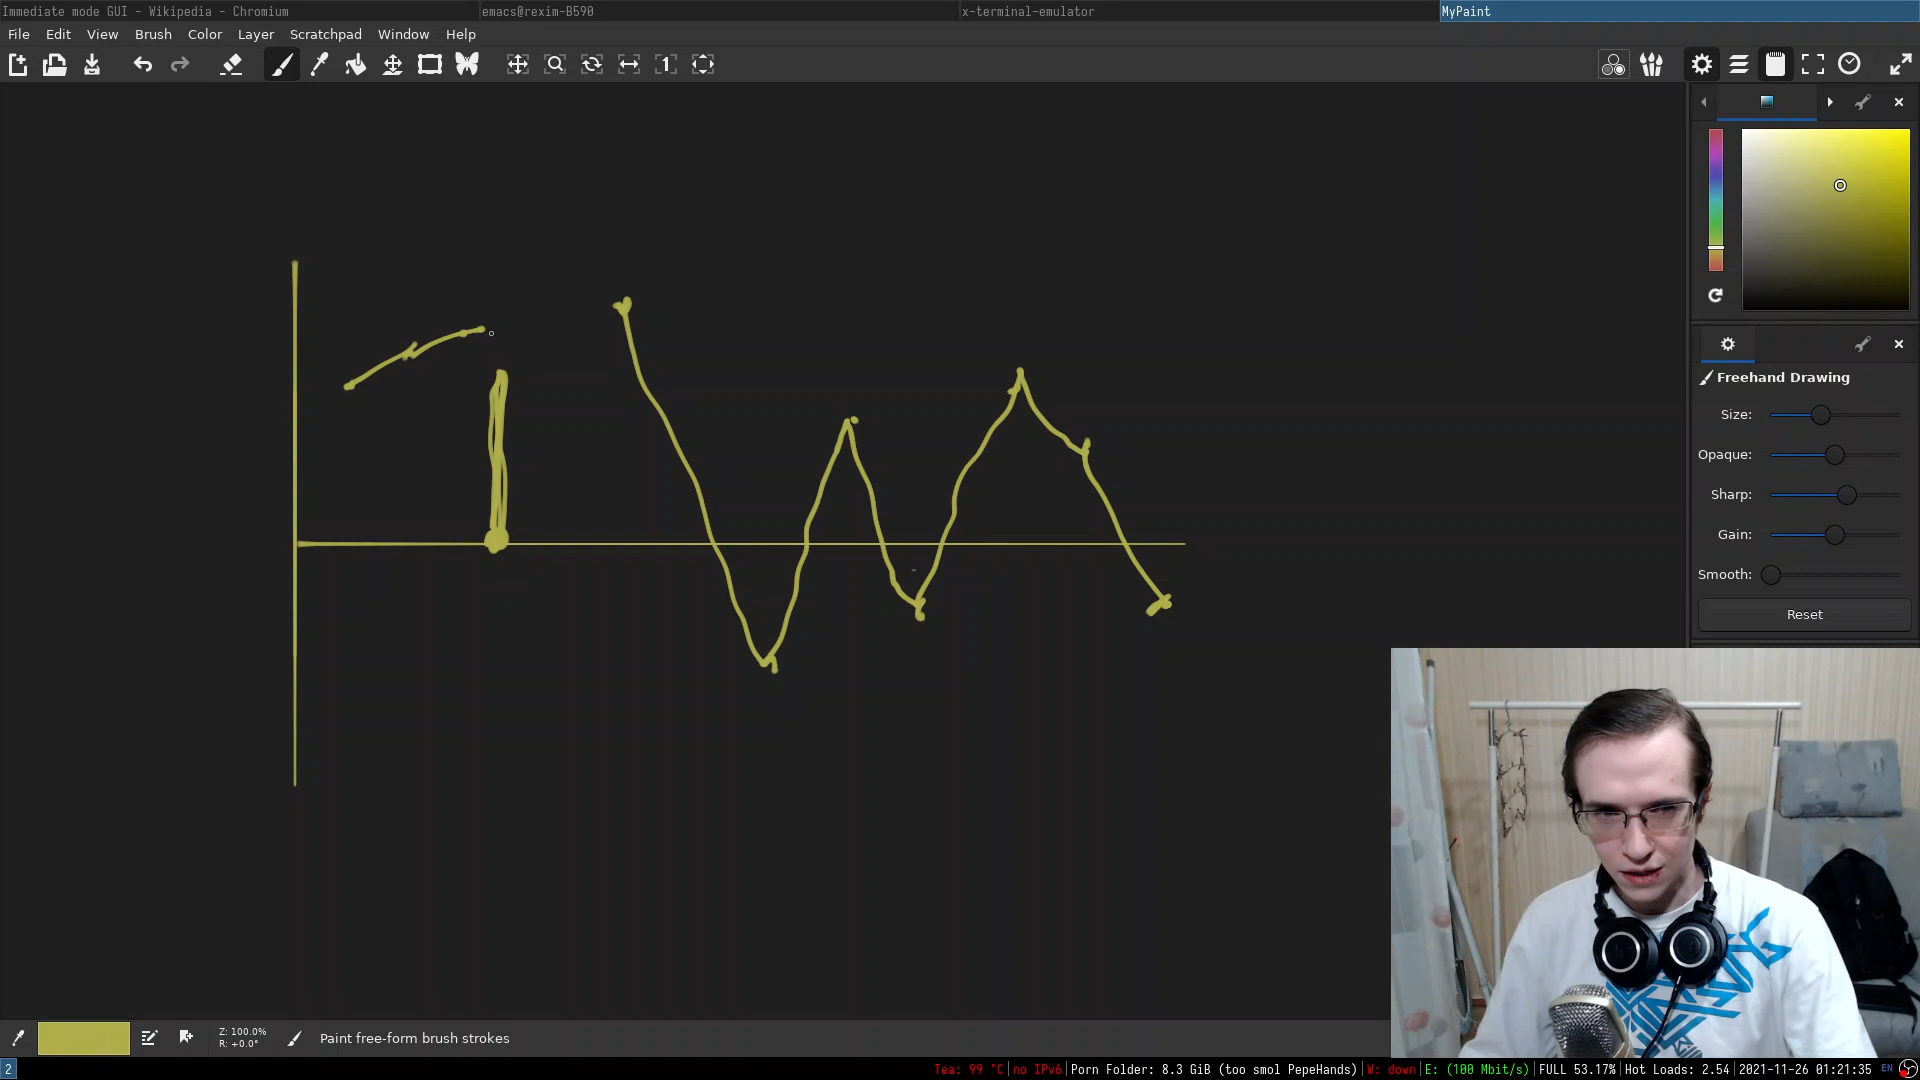 Immediate mode GUI - Wikipedia - Chromium
emacs@rexim-B590
x-terminal-emulator
MyPaint
File Edit View Brush Color Layer Scratchpad Window Help
1
Freehand Drawing
Size:
Opaque:
Sharp:
Gain:
Smooth:
Reset
Z: 100.0%
R: +0.0°
Paint free-form brush strokes
2
Tea: 99 °C|no IPv6|Porn Folder: 8.3 GiB (too smol PepeHands)|W: down|E: (100 Mbit/s)|FULL 53.17%|Hot Loads: 2.54|2021-11-26 01:21:35 EN